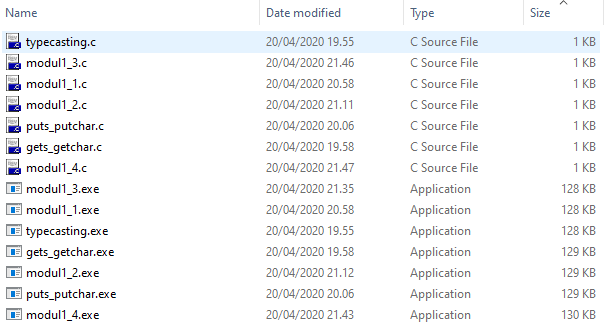 Name Date modified Type Size
typecasting.c 20/04/2020 19.55 C Source File 1 KB
modul1_3.c 20/04/2020 21.46 C Source File 1 KB
modul1_1.c 20/04/2020 20.58 C Source File 1 KB
modul1_2.c 20/04/2020 21.11 C Source File 1 KB
puts_putchar.c 20/04/2020 20.06 C Source File 1 KB
gets_getchar.c 20/04/2020 19.58 C Source File 1 KB
modul1_4.c 20/04/2020 21.47 C Source File 1 KB
modul1_3.exe 20/04/2020 21.35 Application 128 KB
modul1_1.exe 20/04/2020 20.58 Application 128 KB
typecasting.exe 20/04/2020 19.55 Application 128 KB
gets_getchar.exe 20/04/2020 19.58 Application 129 KB
modul1_2.exe 20/04/2020 21.12 Application 129 KB
puts_putchar.exe 20/04/2020 20.06 Application 129 KB
modul1_4.exe 20/04/2020 21.43 Application 130 KB